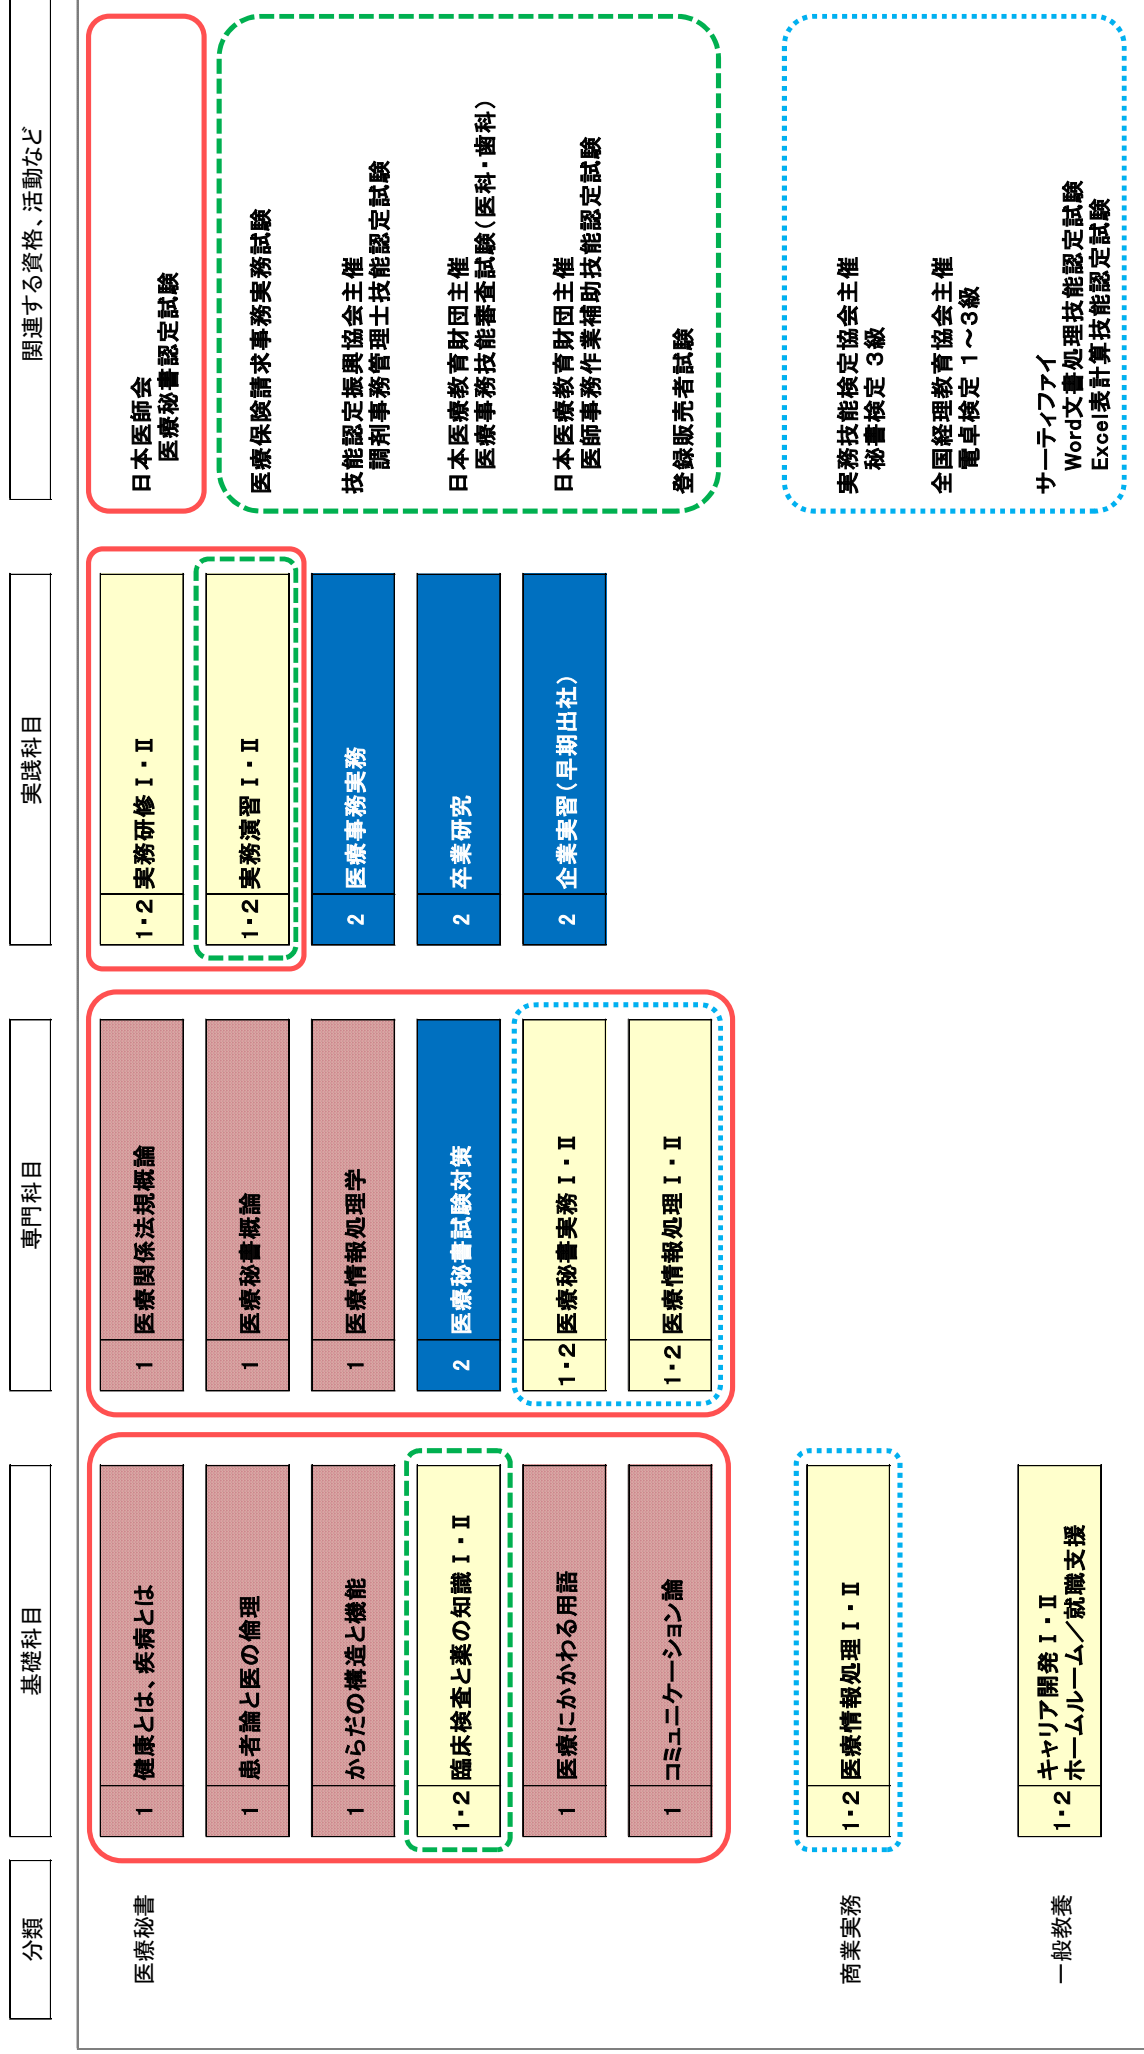 分類
基礎科目
専門科目
実践科目
関連する資格、活動など
医療秘書
1
健康とは、疾病とは
1
患者論と医の倫理
1
からだの構造と機能
1・2
臨床検査と薬の知識Ⅰ・Ⅱ
1
医療にかかわる用語
1
コミュニケーション論
1
医療関係法規概論
1
医療秘書概論
1
医療情報処理学
2
医療秘書試験対策
1・2
医療秘書実務Ⅰ・Ⅱ
1・2
医療情報処理Ⅰ・Ⅱ
1・2
実務研修Ⅰ・Ⅱ
1・2
実務演習Ⅰ・Ⅱ
2
医療事務実務
2
卒業研究
2
企業実習（早期出社）
日本医師会
医療秘書認定試験
医療保険請求事務実務試験
技能認定振興協会主催
調剤事務管理士技能認定試験
日本医療教育財団主催
医療事務技能審査試験（医科・歯科）
日本医療教育財団主催
医師事務作業補助技能認定試験
登録販売者試験
商業実務
1・2
医療情報処理Ⅰ・Ⅱ
実務技能検定協会主催
秘書検定 3級
全国経理教育協会主催
電卓検定 1～3級
サーティファイ
Word文書処理技能認定試験
Excel表計算技能認定試験
一般教養
1・2
キャリア開発Ⅰ・Ⅱ
ホームルーム／就職支援